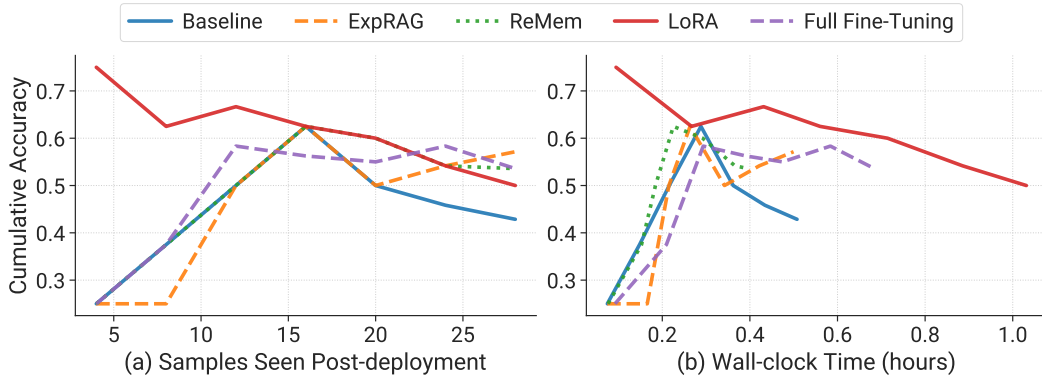 Baseline ExpRAG ReMem LoRA Full Fine-Tuning
Cumulative Accuracy
0.7
0.6
0.5
0.4
0.3
5 10 15 20 25
(a) Samples Seen Post-deployment
0.7
0.6
0.5
0.4
0.3
0.2 0.4 0.6 0.8 1.0
(b) Wall-clock Time (hours)